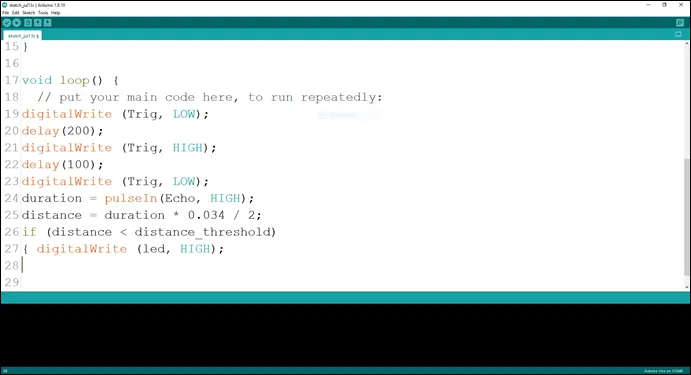 sketch_jul13c | Arduino 1.8.19
File Edit Sketch Tools Help
sketch_jul13c §
15 }
16
17 void loop() {
18 // put your main code here, to run repeatedly:
19 digitalWrite (Trig, LOW);
20 delay(200);
21 digitalWrite (Trig, HIGH);
22 delay(100);
23 digitalWrite (Trig, LOW);
24 duration = pulseIn(Echo, HIGH);
25 distance = duration * 0.034 / 2;
26 if (distance < distance_threshold)
27 { digitalWrite (led, HIGH);
28
29
Arduino Uno on COM8